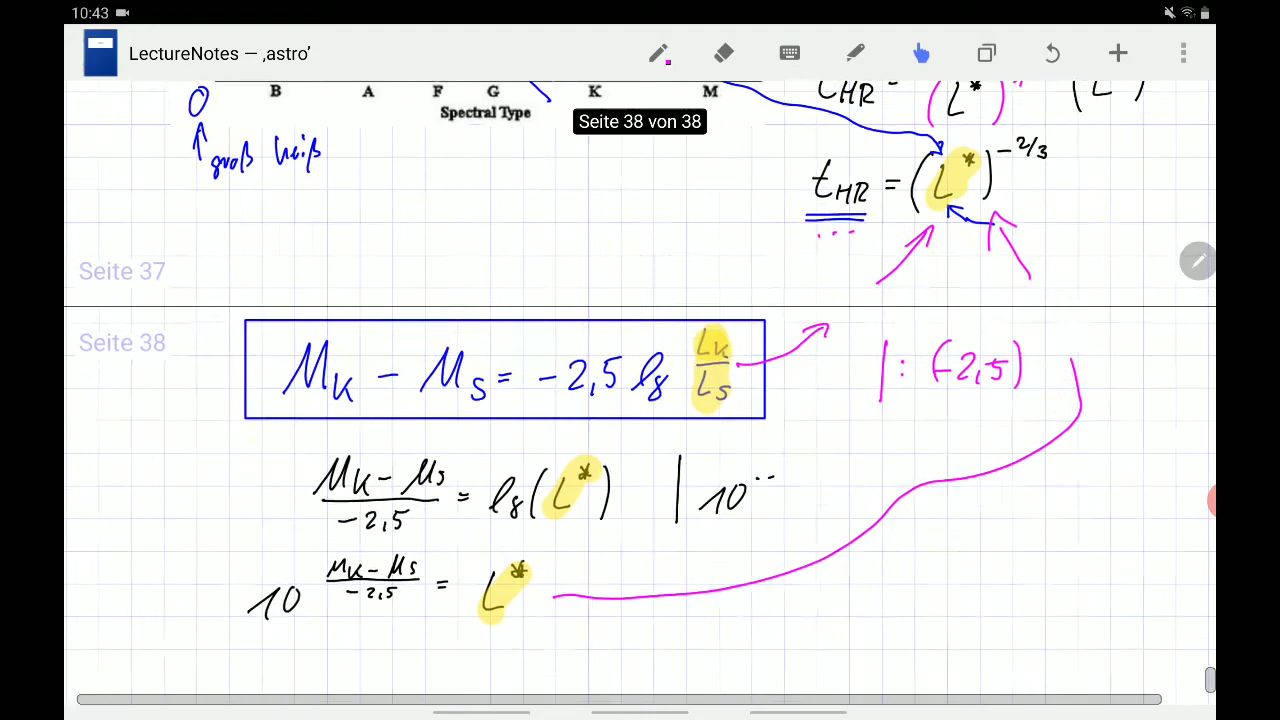 10:43
LectureNotes — ‚astro'
B A F G K M
Spectral Type
Seite 38 von 38
O
groß heiß
t_HR = (L*)^(-2/3)
...
Seite 37
Seite 38
M_K - M_S = -2,5 lg L_K/L_S
| : (-2,5)
(M_K - M_S)/(-2,5) = lg(L*) | 10^..
10^((M_K - M_S)/(-2,5)) = L*